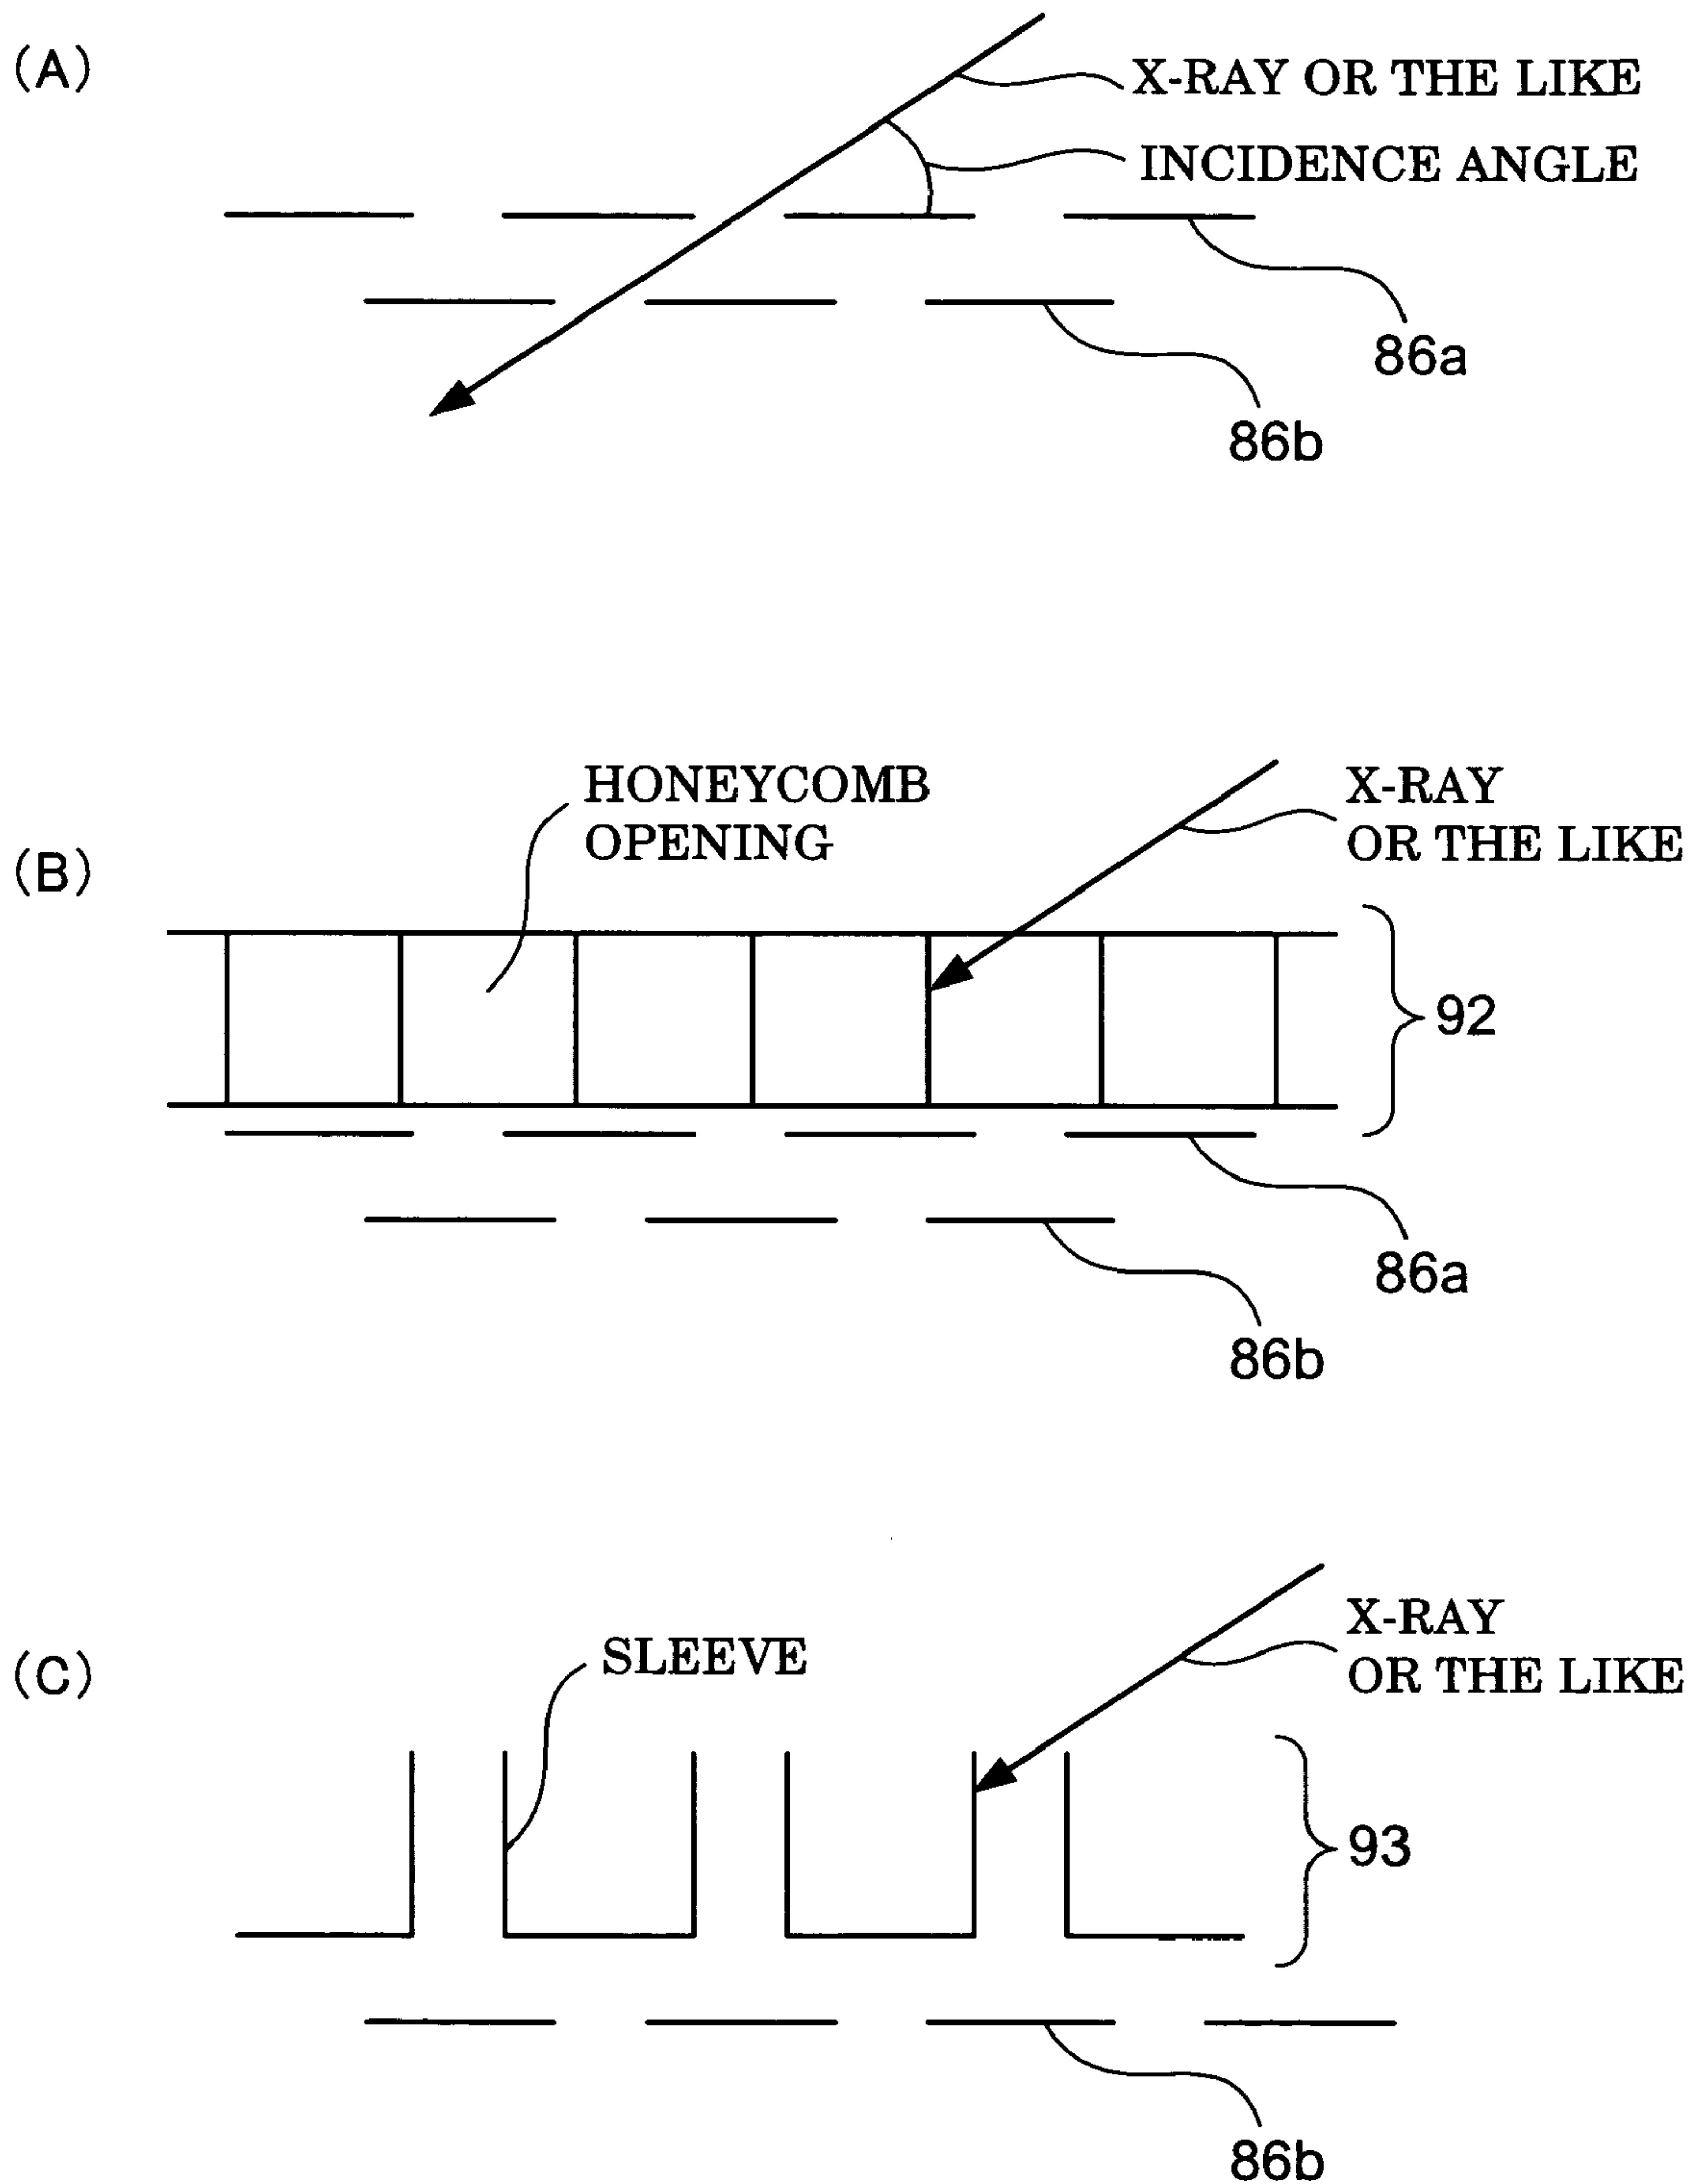 (A)
X-RAY OR THE LIKE
INCIDENCE ANGLE
86a
86b
(B)
HONEYCOMB
OPENING
X-RAY
OR THE LIKE
92
86a
86b
(C)
SLEEVE
X-RAY
OR THE LIKE
93
86b